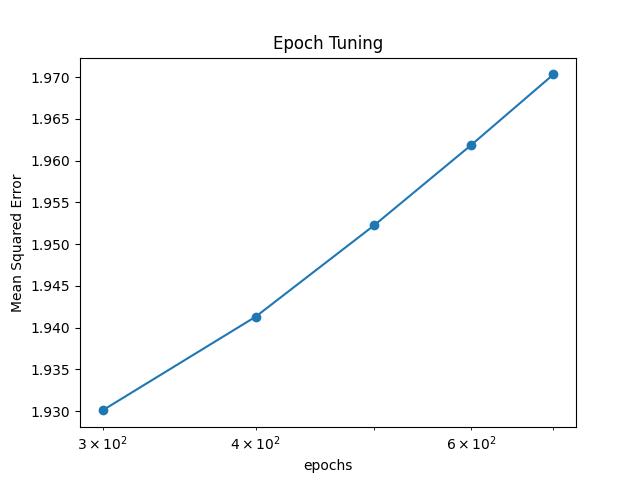 Epoch Tuning
Mean Squared Error
1.970
1.965
1.960
1.955
1.950
1.945
1.940
1.935
1.930
3 × 10²
4 × 10²
6 × 10²
epochs